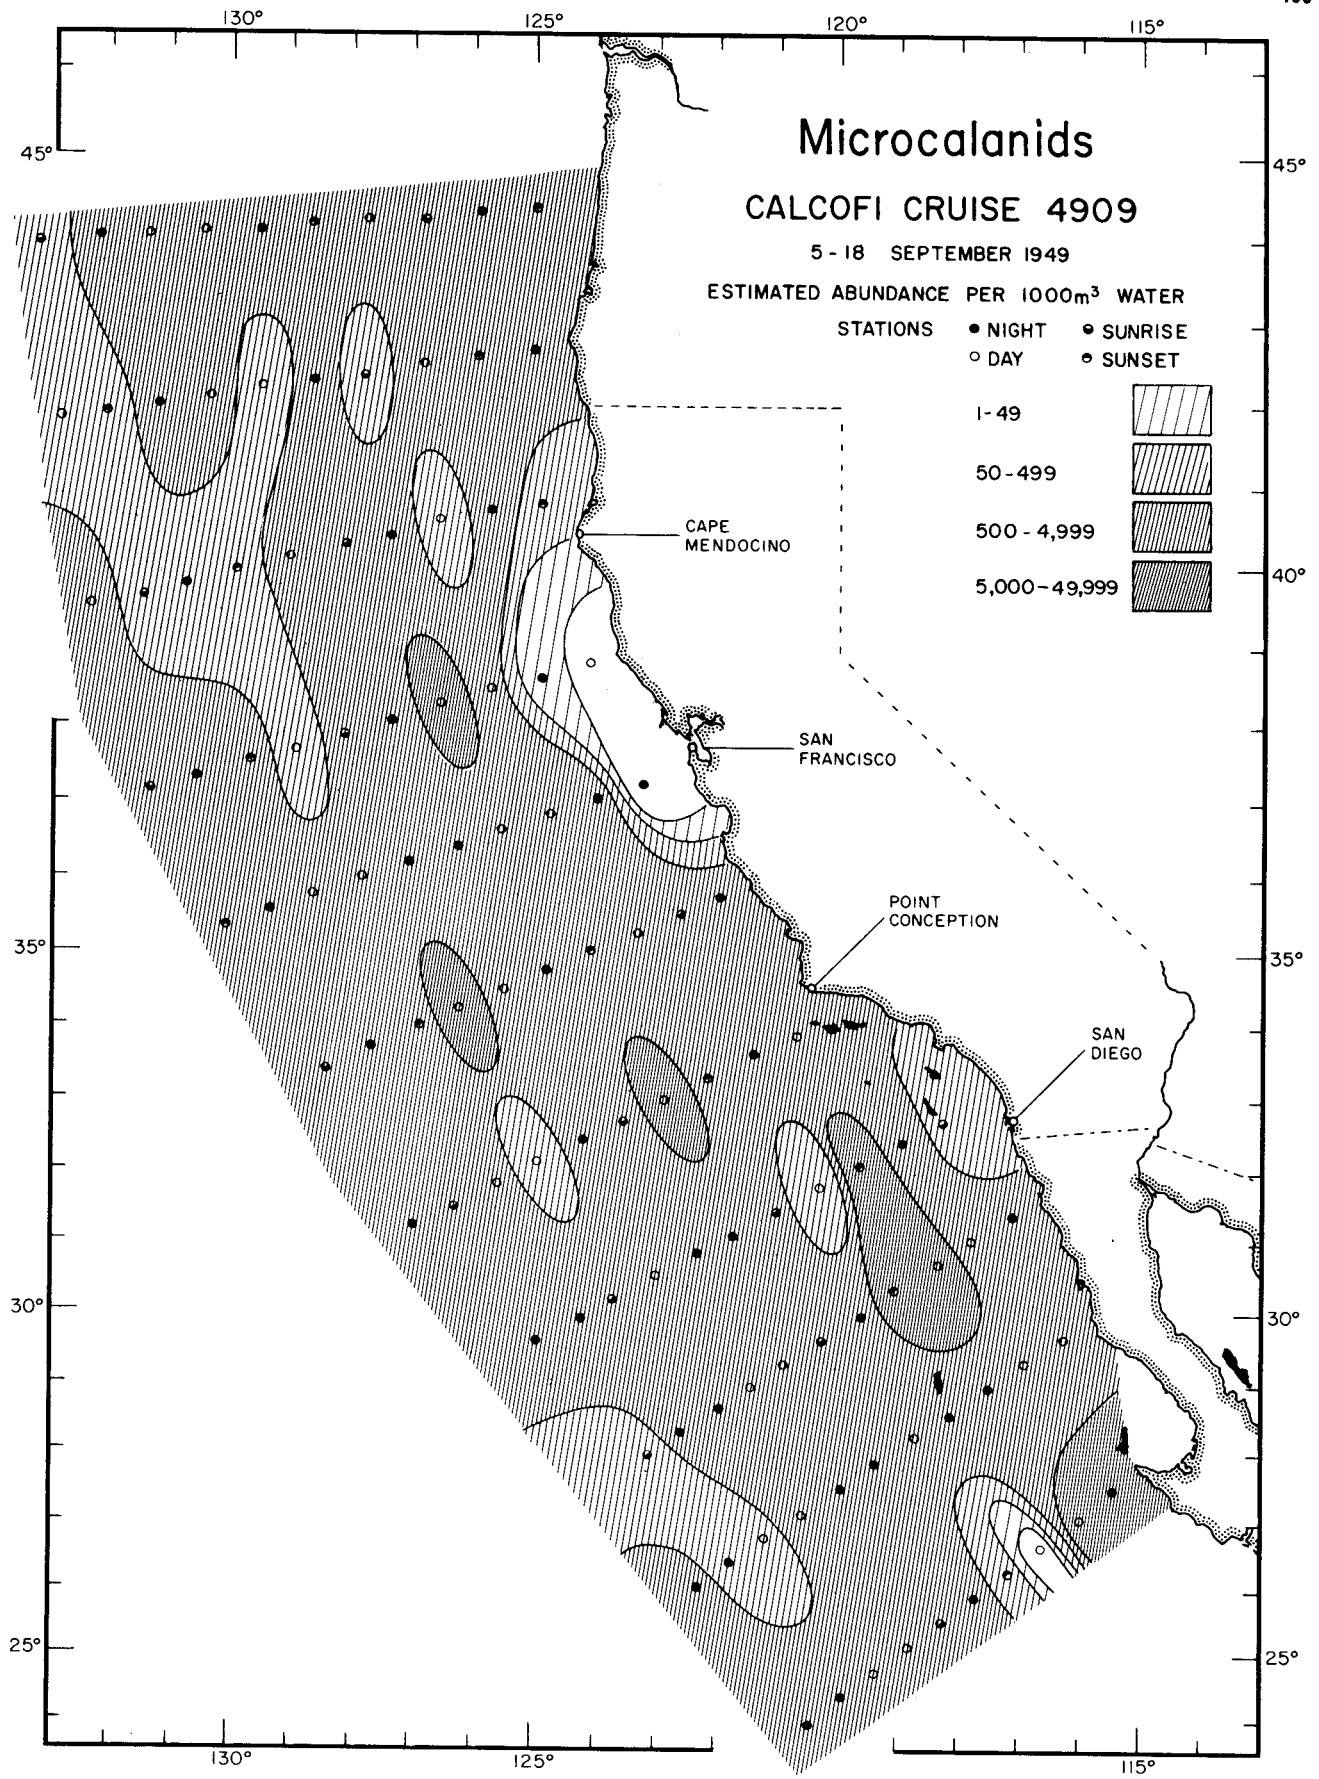 130°
125°
120°
115°
Microcalanids
45°
45°
CALCOFI CRUISE 4909
5-18 SEPTEMBER 1949
ESTIMATED ABUNDANCE PER 1000m³ WATER
STATIONS ● NIGHT ◒ SUNRISE
○ DAY ◓ SUNSET
1-49
50-499
500-4,999
5,000-49,999
CAPE
MENDOCINO
40°
SAN
FRANCISCO
POINT
CONCEPTION
35°
35°
SAN
DIEGO
30°
30°
25°
25°
130°
125°
115°